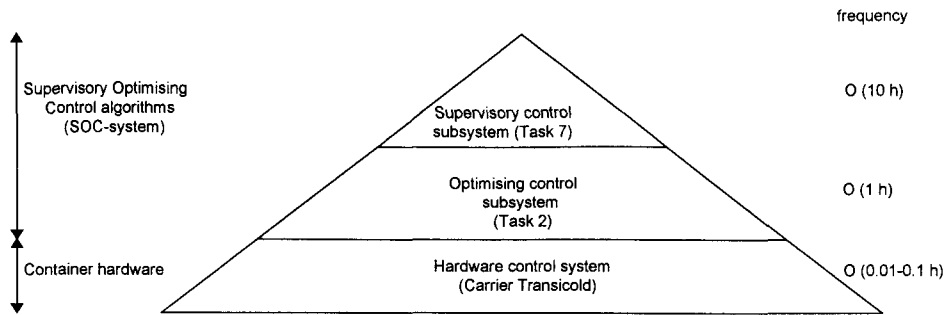 frequency
Supervisory Optimising
Control algorithms
(SOC-system)
O (10 h)
Supervisory control
subsystem (Task 7)
Optimising control
subsystem
(Task 2)
O (1 h)
Container hardware
Hardware control system
(Carrier Transicold)
O (0.01-0.1 h)